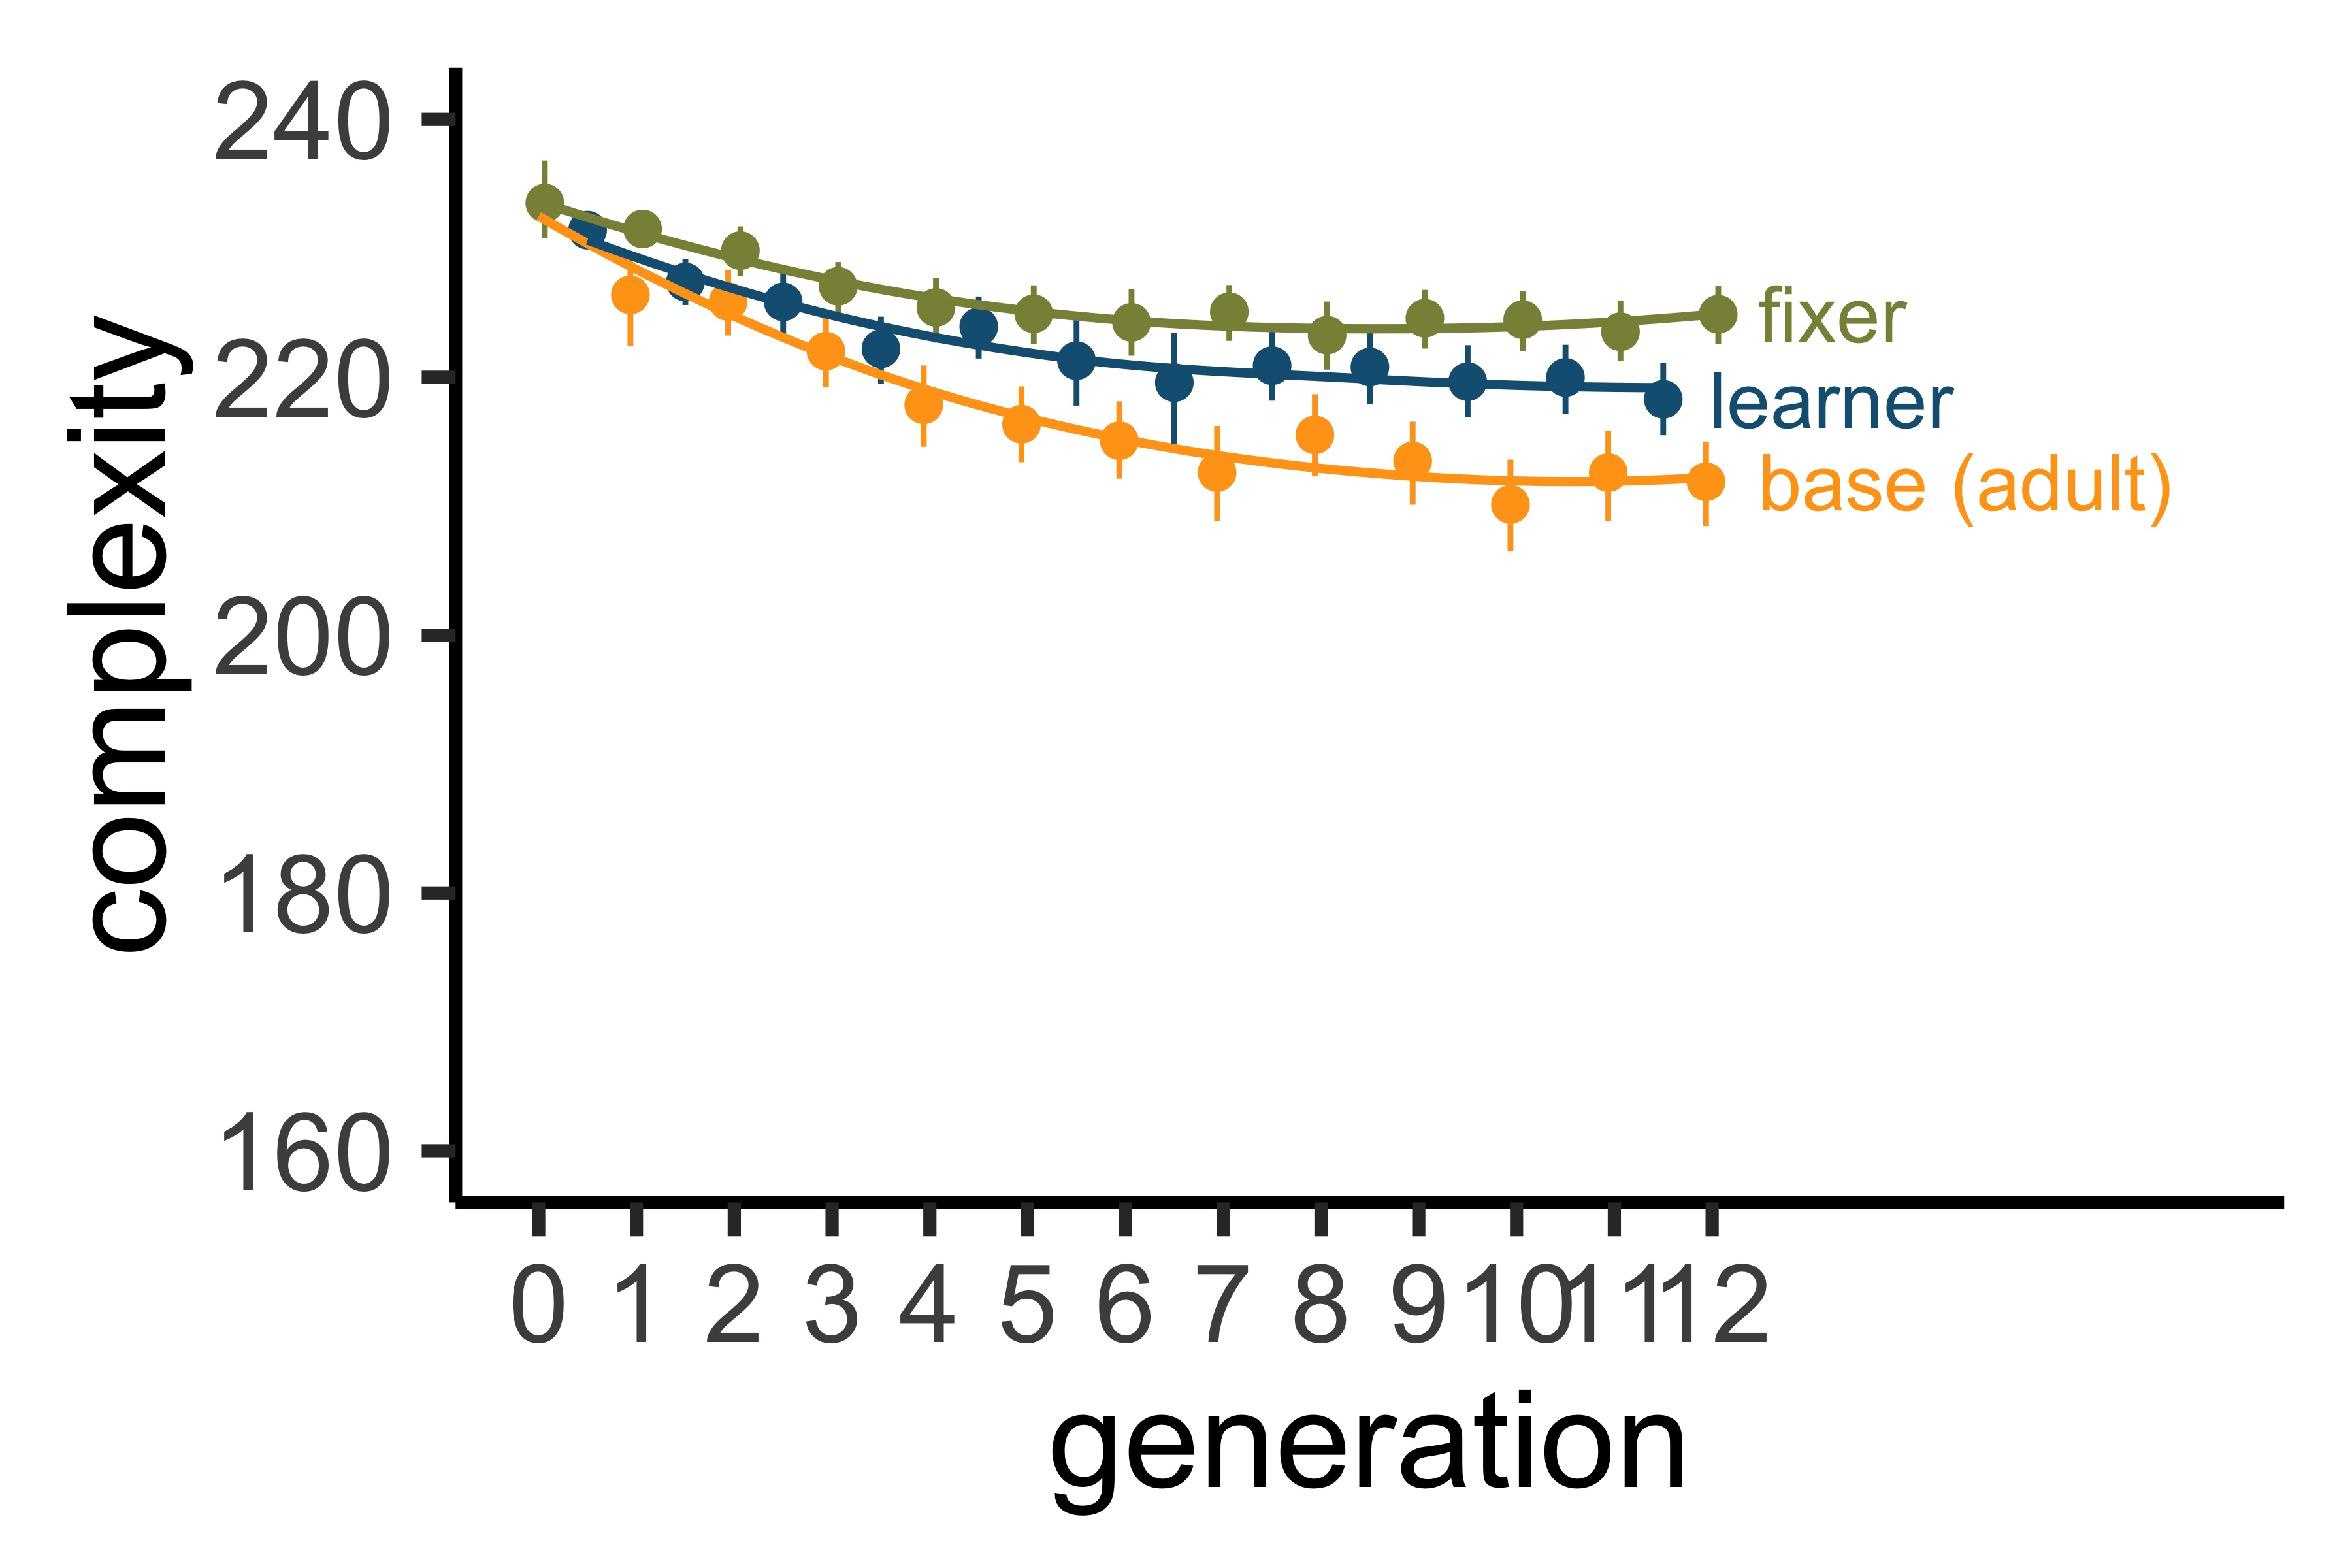 240
220
200
180
160
complexity
fixer
learner
base (adult)
0 1 2 3 4 5 6 7 8 9 10 11 12
generation